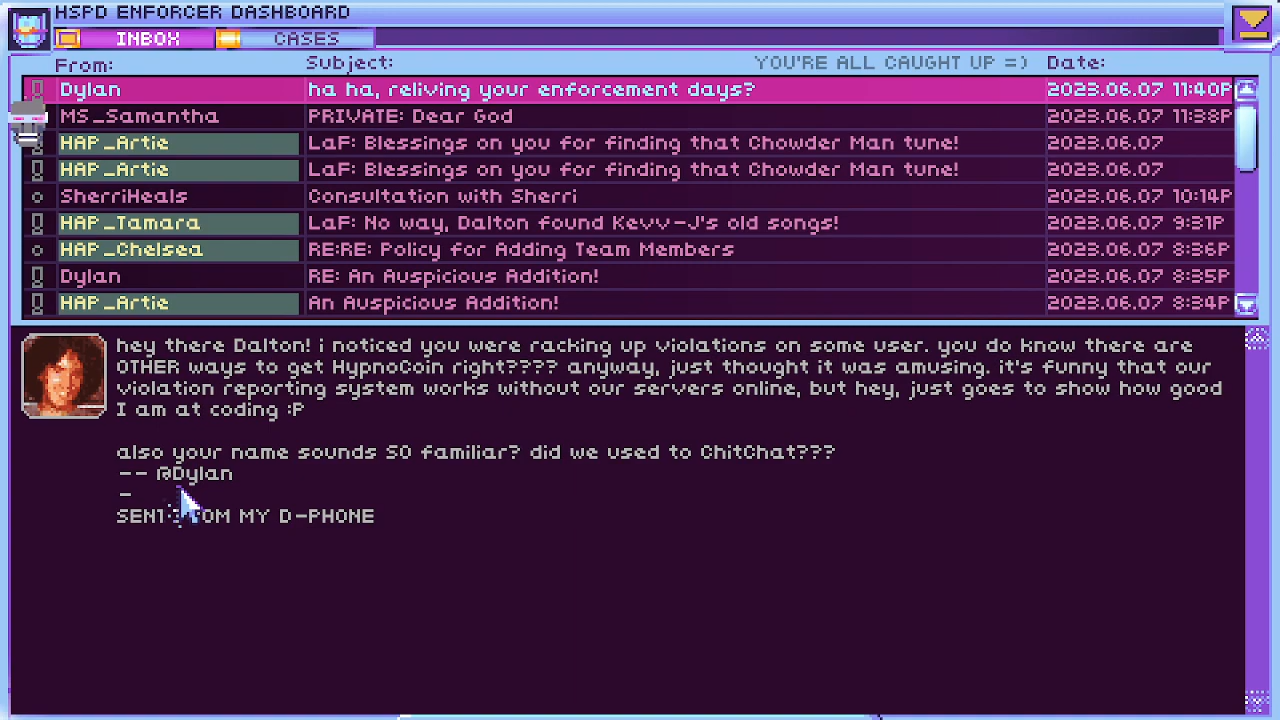 HSPD ENFORCER DASHBOARD
INBOX CASES
From: Subject: YOU'RE ALL CAUGHT UP =) Date:
Dylan ha ha, reliving your enforcement days? 2023.06.07 11:40P
MS_Samantha PRIVATE: Dear God 2023.06.07 11:38P
HAP_Artie LaF: Blessings on you for finding that Chowder Man tune! 2023.06.07
HAP_Artie LaF: Blessings on you for finding that Chowder Man tune! 2023.06.07
SherriHeals Consultation with Sherri 2023.06.07 10:14P
HAP_Tamara LaF: No way, Dalton found Kevv-J's old songs! 2023.06.07 9:31P
HAP_Chelsea RE:RE: Policy for Adding Team Members 2023.06.07 8:36P
Dylan RE: An Auspicious Addition! 2023.06.07 8:35P
HAP_Artie An Auspicious Addition! 2023.06.07 8:34P
hey there Dalton! i noticed you were racking up violations on some user. you do know there are
OTHER ways to get HypnoCoin right???? anyway, just thought it was amusing. it's funny that our
violation reporting system works without our servers online, but hey, just goes to show how good
I am at coding :P
also your name sounds SO familiar? did we used to ChitChat???
-- @Dylan
-
MY D-PHONE